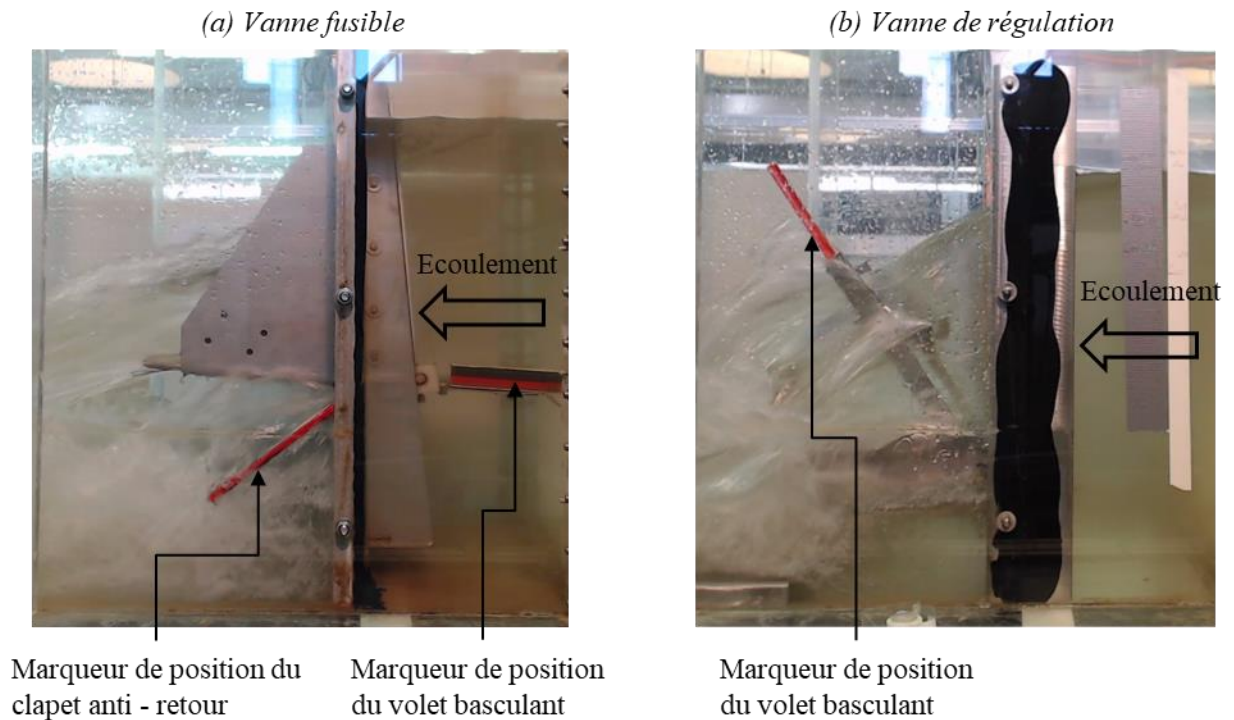 (a) Vanne fusible
(b) Vanne de régulation
Ecoulement
Ecoulement
Marqueur de position du
clapet anti - retour
Marqueur de position
du volet basculant
Marqueur de position
du volet basculant